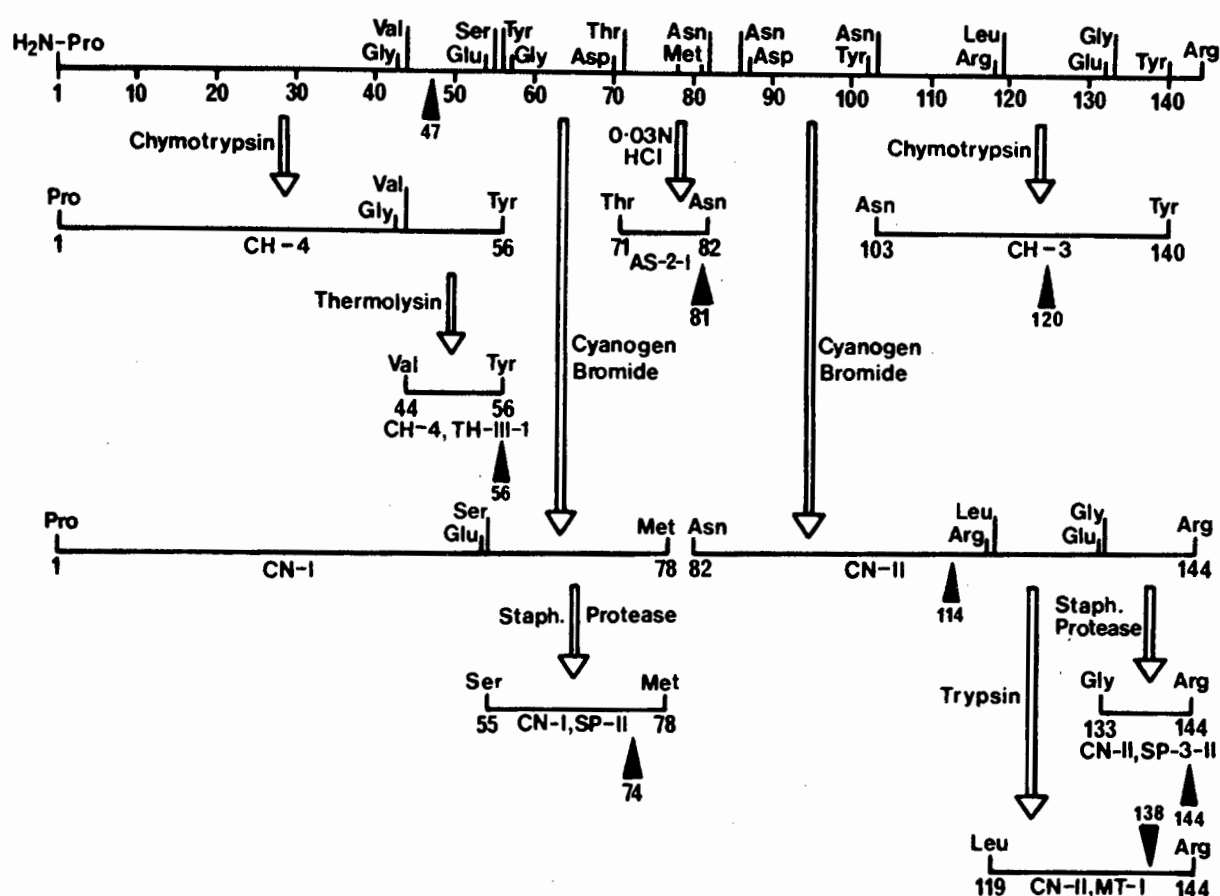 Val Ser Tyr Thr Asn Asn Asn Leu Gly
H₂N-Pro Gly Glu Gly Asp Met Asp Tyr Arg Glu Tyr Arg
1 10 20 30 40 50 60 70 80 90 100 110 120 130 140
47
Chymotrypsin
0·03N
HCl
Chymotrypsin
Pro Val Gly Tyr
1 CH-4 56
Thr Asn
71 82
AS-2-I
81
Asn Tyr
103 CH-3 140
120
Thermolysin
Cyanogen
Bromide
Cyanogen
Bromide
Val Tyr
44 56
CH-4, TH-III-1
56
Pro Ser Glu Met
1 CN-I 78
Asn Leu Arg Gly Glu Arg
82 CN-II 144
114
Staph. Protease
Staph.
Protease
Trypsin
Ser Met
55 CN-I,SP-II 78
74
Gly Arg
133 144
CN-II,SP-3-II
144
138
Leu Arg
119 CN-II,MT-I 144